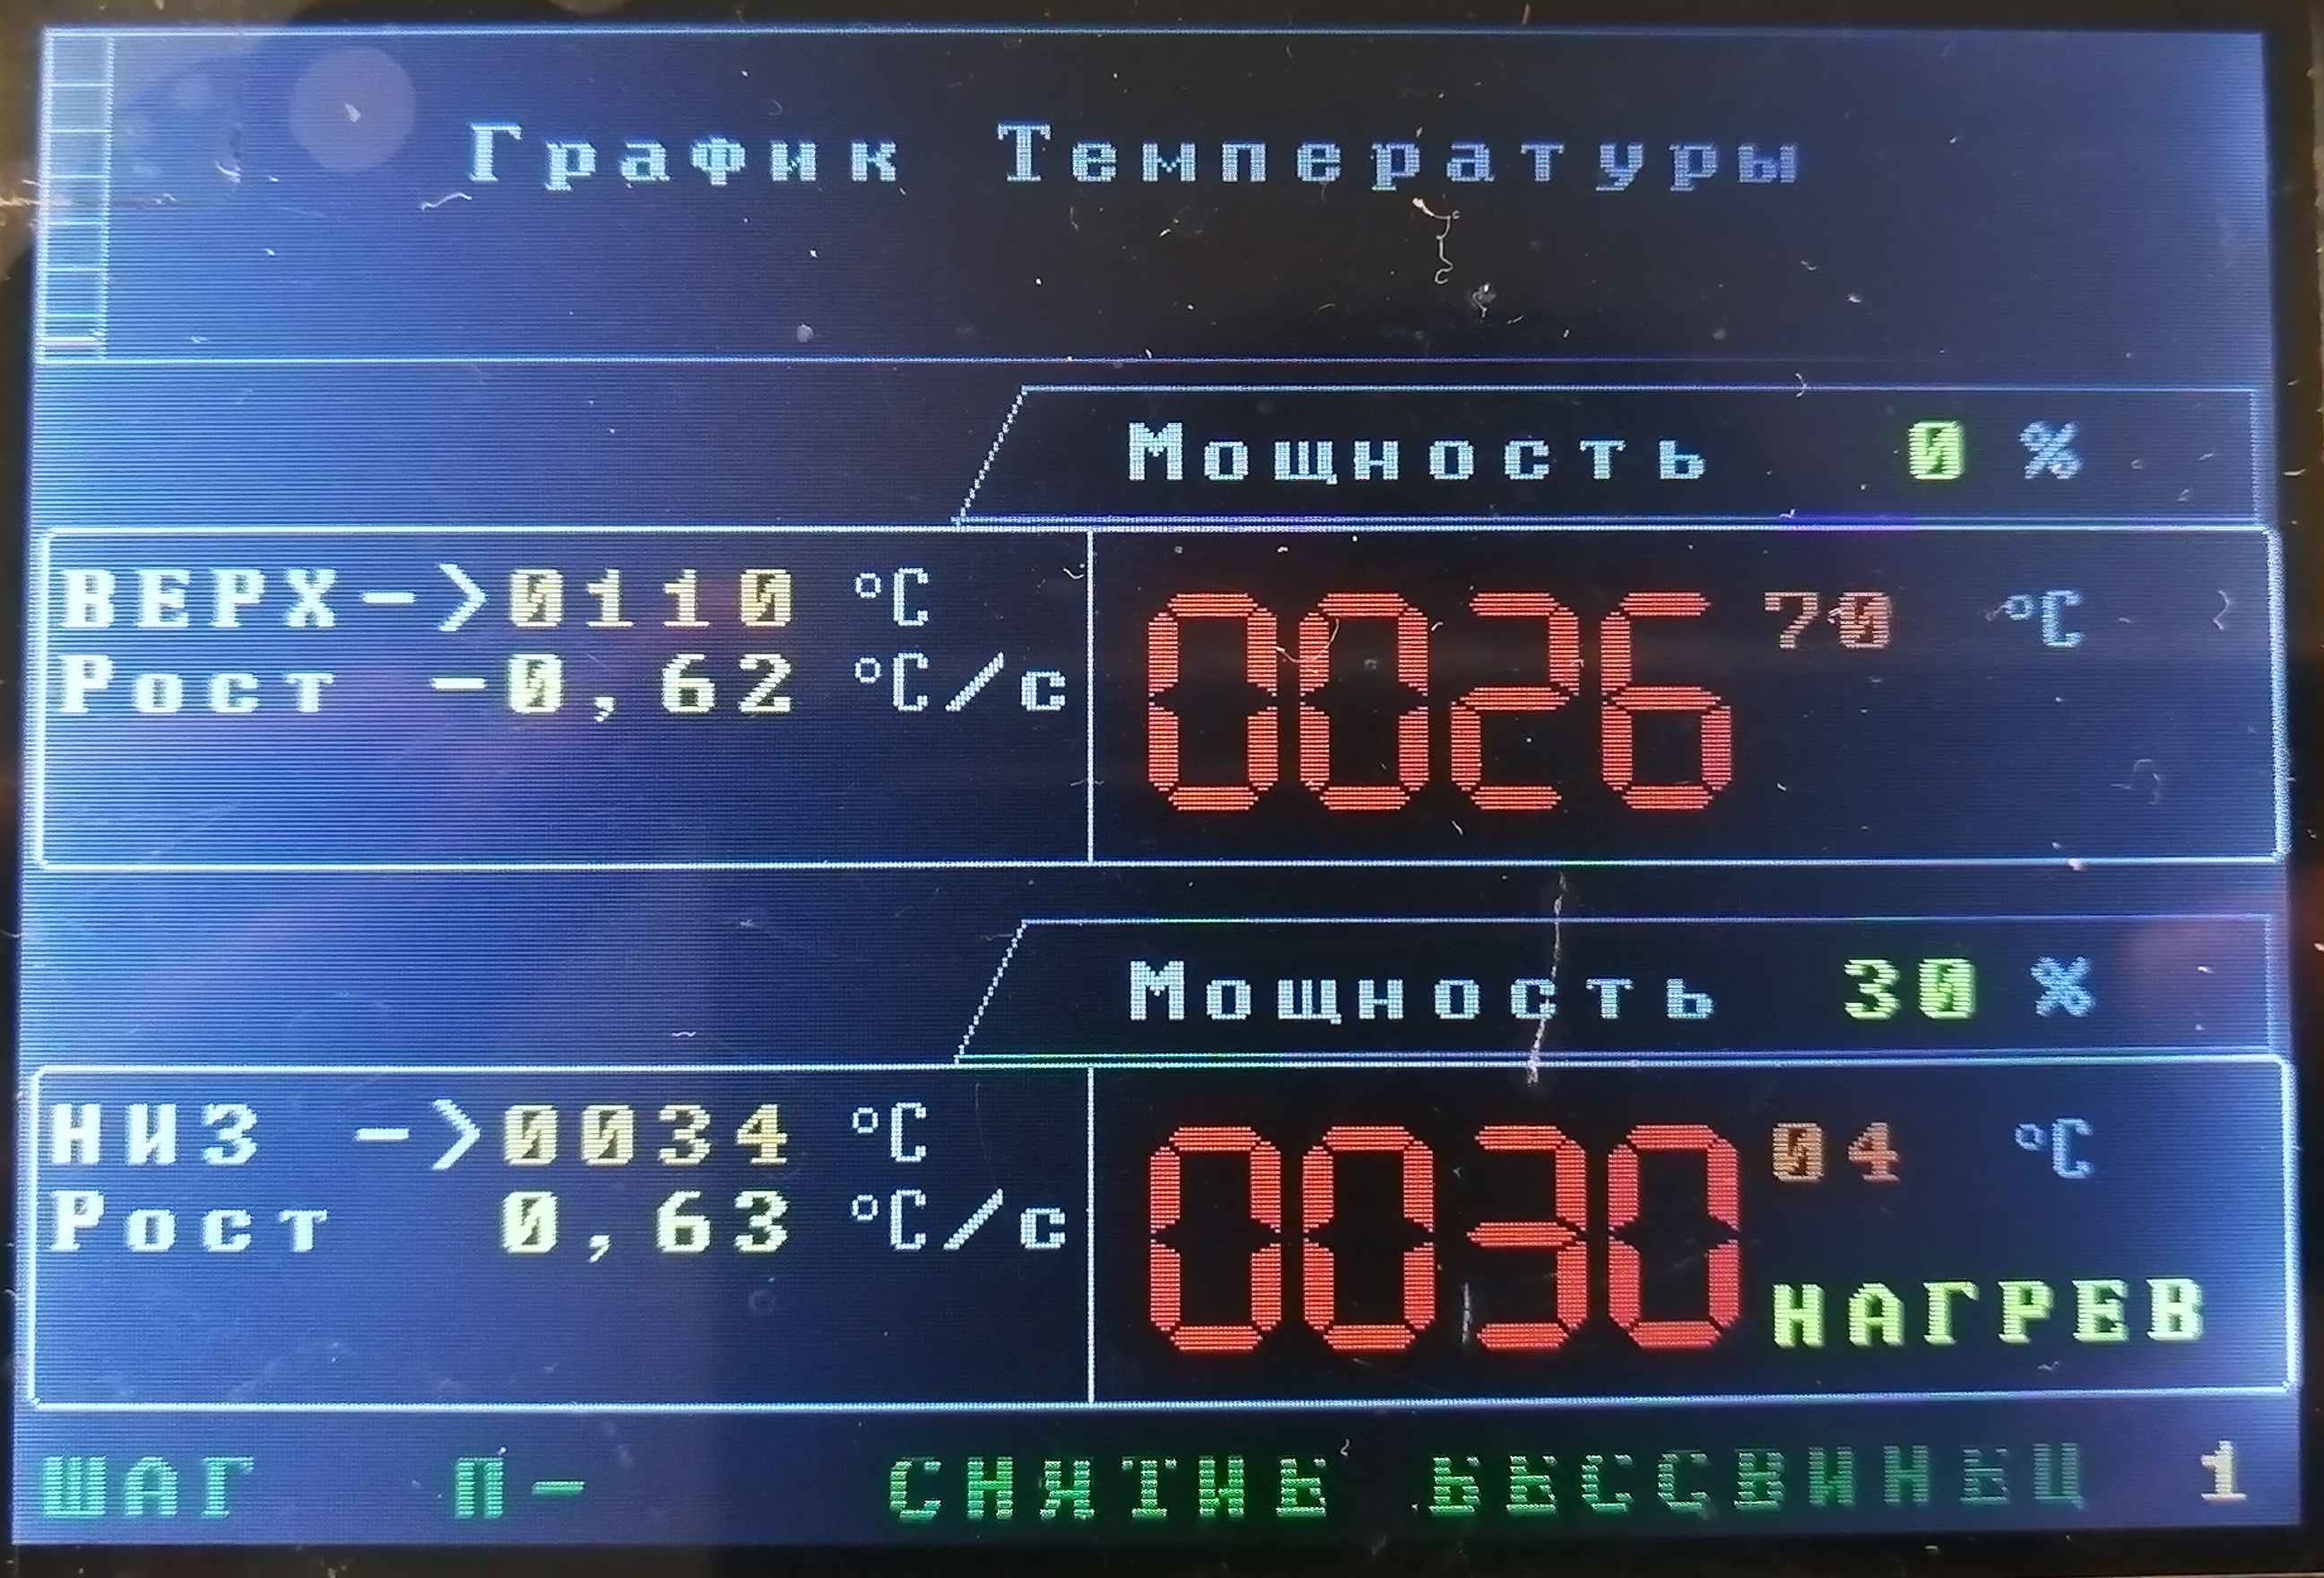 График Температуры
Мощность 0 %
ВЕРХ->0110 °C
0026 70 °C
Рост -0,62 °C/с
Мощность 30 %
НИЗ ->0034 °C
0030 04 °C
Рост 0,63 °C/с
НАГРЕВ
ШАГ П- СНЯТИЕ БЕССВИНЕЦ 1